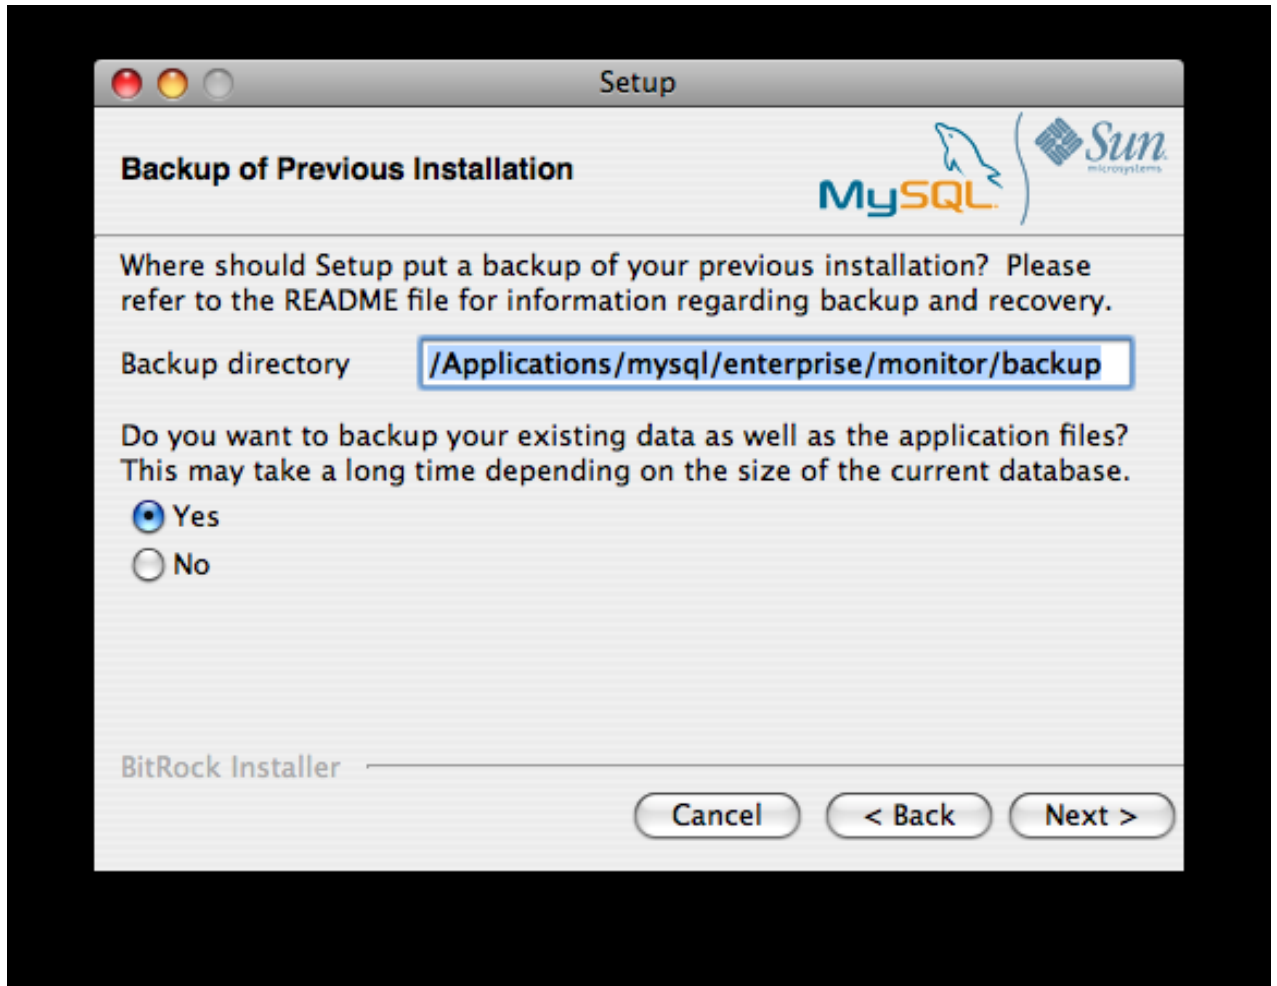 Setup
Backup of Previous Installation
MySQL.
Sun
microsystems
Where should Setup put a backup of your previous installation?  Please
refer to the README file for information regarding backup and recovery.
Backup directory
/Applications/mysql/enterprise/monitor/backup
Do you want to backup your existing data as well as the application files?
This may take a long time depending on the size of the current database.
Yes
No
BitRock Installer
Cancel
< Back
Next >